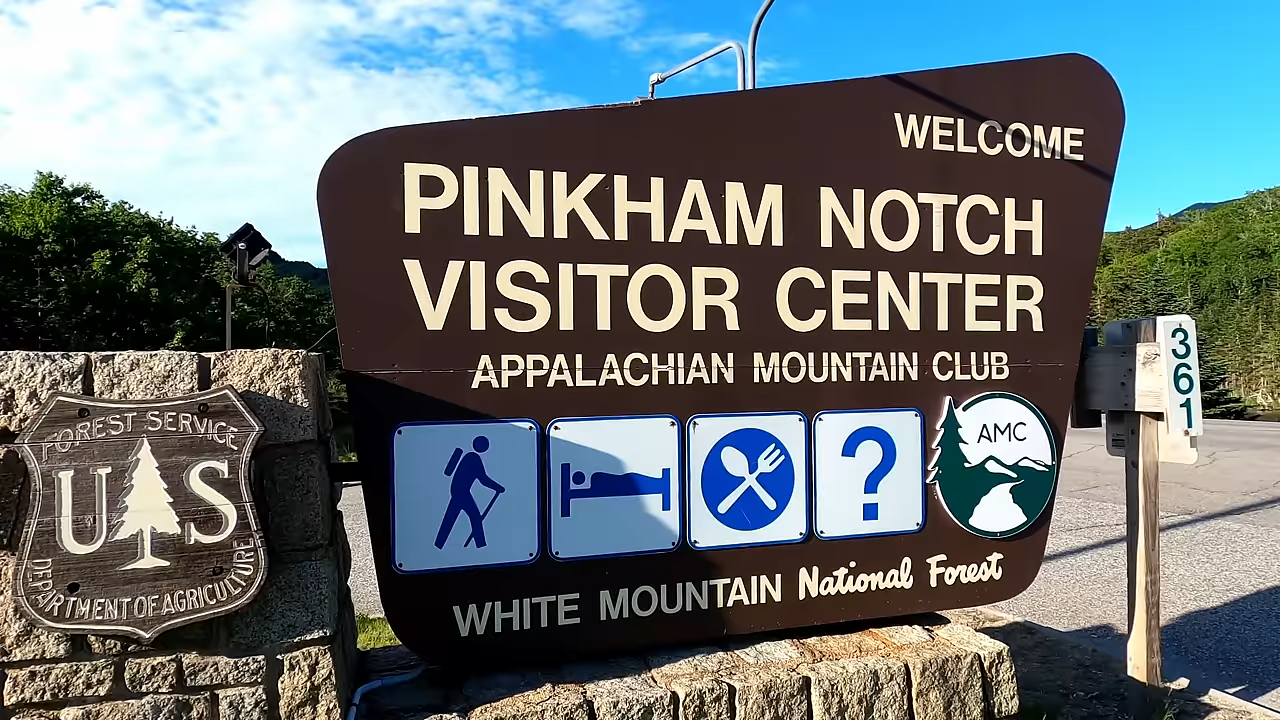 WELCOME
PINKHAM NOTCH
VISITOR CENTER
APPALACHIAN MOUNTAIN CLUB
?
AMC
WHITE MOUNTAIN National Forest
FOREST SERVICE
US
DEPARTMENT OF AGRICULTURE
361